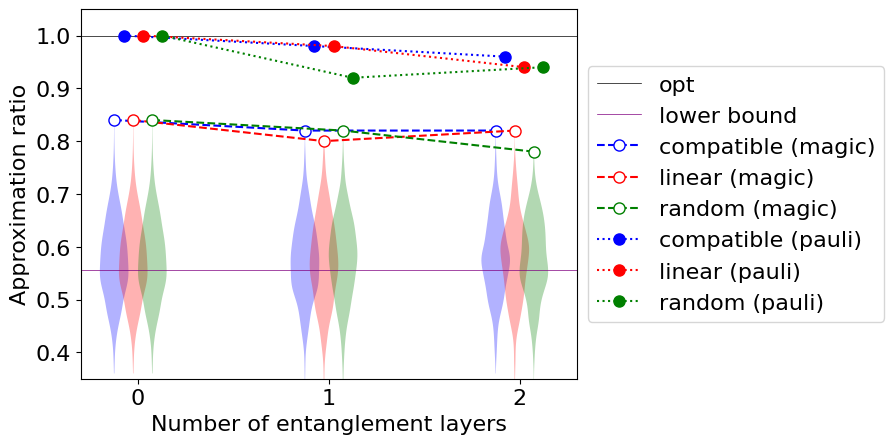 1.0
0.9
0.8
0.7
0.6
0.5
0.4
Approximation ratio
0 1 2
Number of entanglement layers
opt
lower bound
compatible (magic)
linear (magic)
random (magic)
compatible (pauli)
linear (pauli)
random (pauli)